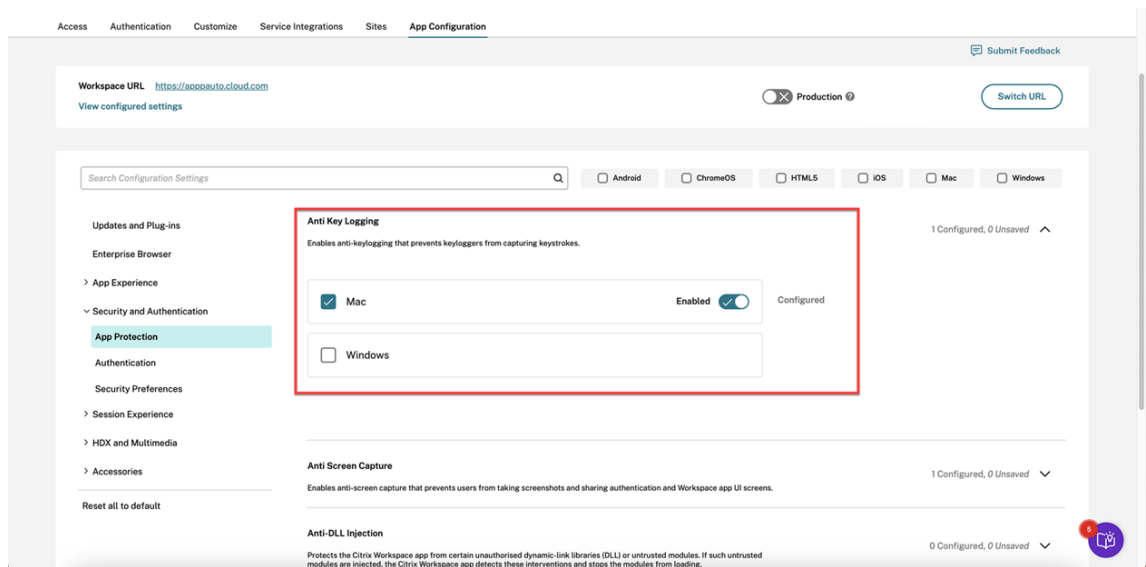 Access Authentication Customize Service Integrations Sites App Configuration
Submit Feedback
Workspace URL https://apppauto.cloud.com
View configured settings
Production
Switch URL
Search Configuration Settings
Android ChromeOS HTML5 iOS Mac Windows
Updates and Plug-ins
Enterprise Browser
App Experience
Security and Authentication
App Protection
Authentication
Security Preferences
Session Experience
HDX and Multimedia
Accessories
Reset all to default
Anti Key Logging
1 Configured, 0 Unsaved
Enables anti-keylogging that prevents keyloggers from capturing keystrokes.
Mac Enabled Configured
Windows
Anti Screen Capture
1 Configured, 0 Unsaved
Enables anti-screen capture that prevents users from taking screenshots and sharing authentication and Workspace app UI screens.
Anti-DLL Injection
0 Configured, 0 Unsaved
Protects the Citrix Workspace app from certain unauthorised dynamic-link libraries (DLL) or untrusted modules. If such untrusted
modules are injected, the Citrix Workspace app detects these interventions and stops the modules from loading.
5